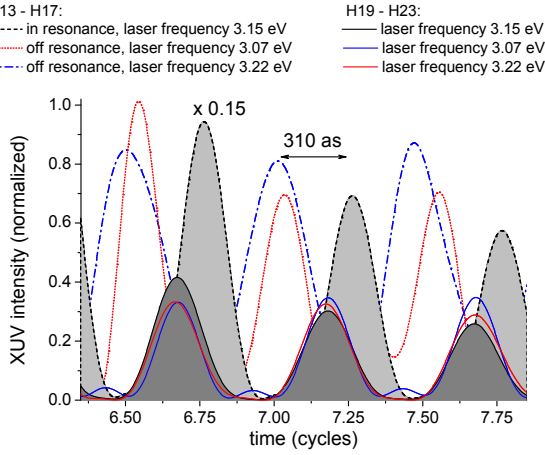 13 - H17:
in resonance, laser frequency 3.15 eV
off resonance, laser frequency 3.07 eV
off resonance, laser frequency 3.22 eV
H19 - H23:
laser frequency 3.15 eV
laser frequency 3.07 eV
laser frequency 3.22 eV
x 0.15
310 as
XUV intensity (normalized)
1.0
0.8
0.6
0.4
0.2
0.0
6.50
6.75
7.00
7.25
7.50
7.75
time (cycles)